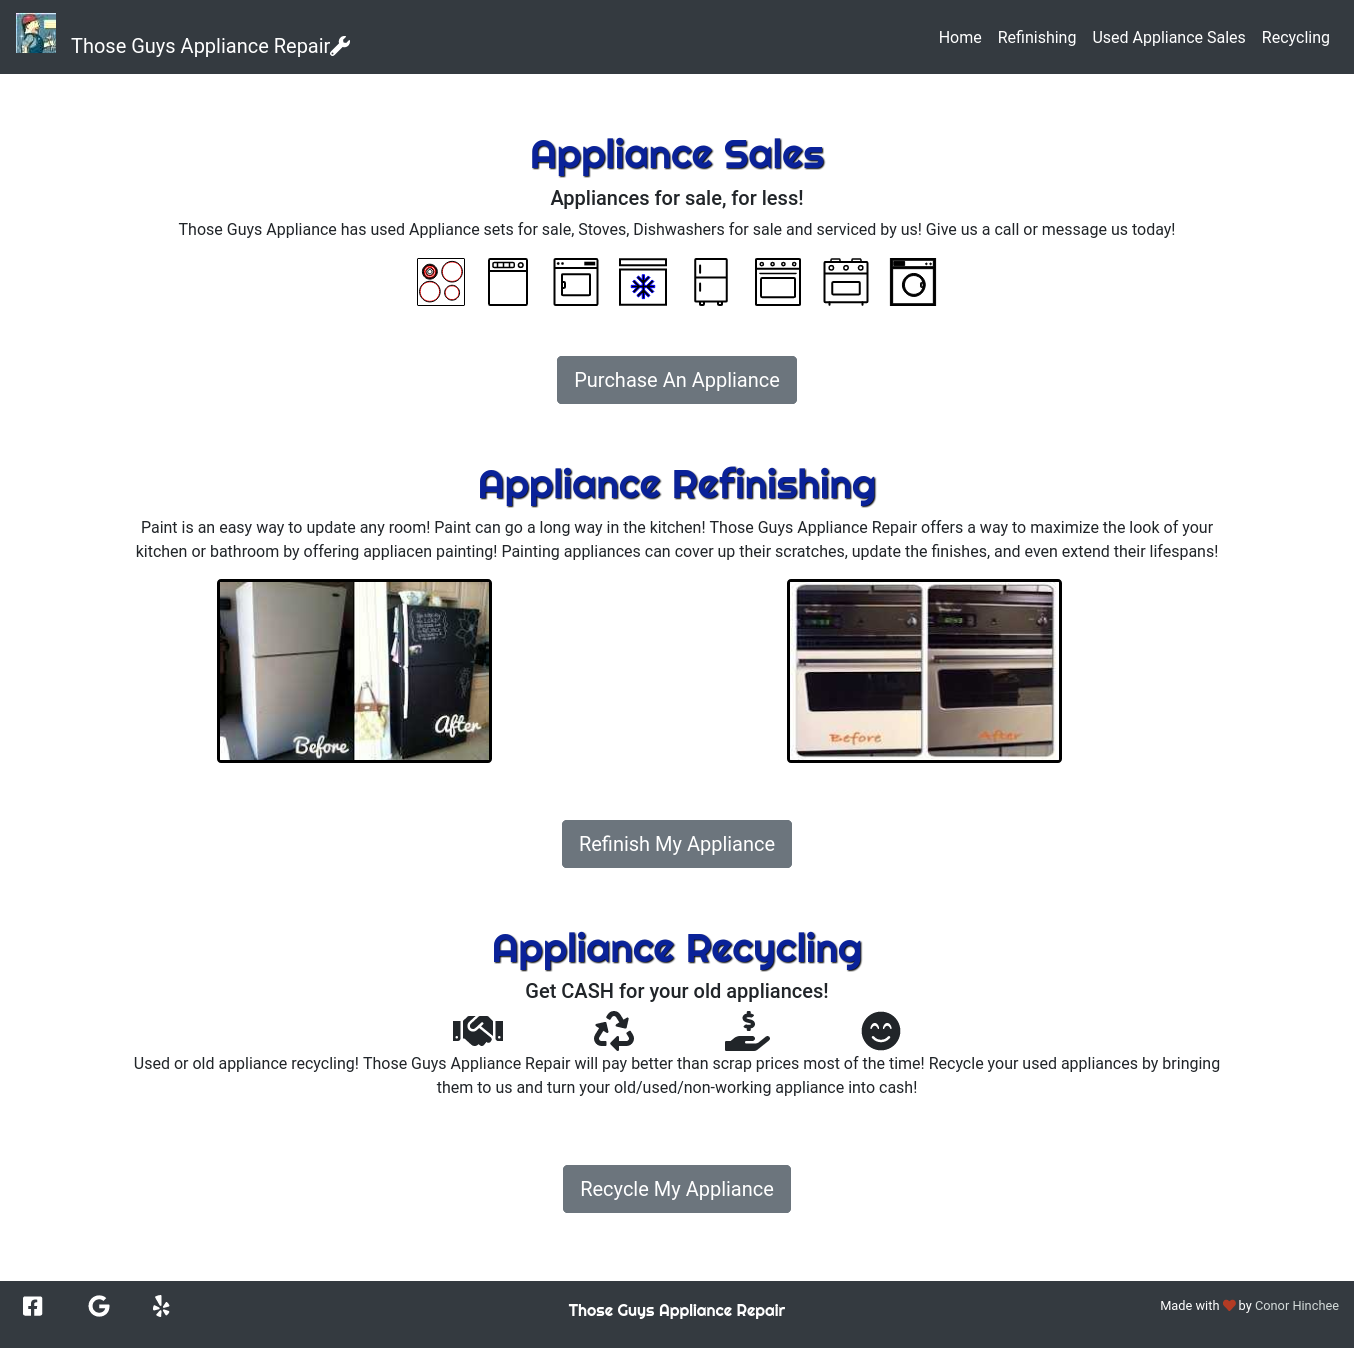 Those Guys Appliance Repair
Home Refinishing Used Appliance Sales Recycling
Appliance Sales
Appliances for sale, for less!
Those Guys Appliance has used Appliance sets for sale, Stoves, Dishwashers for sale and serviced by us! Give us a call or message us today!
Purchase An Appliance
Appliance Refinishing
Paint is an easy way to update any room! Paint can go a long way in the kitchen! Those Guys Appliance Repair offers a way to maximize the look of your
kitchen or bathroom by offering appliacen painting! Painting appliances can cover up their scratches, update the finishes, and even extend their lifespans!
Before After
Before After
Refinish My Appliance
Appliance Recycling
Get CASH for your old appliances!
Used or old appliance recycling! Those Guys Appliance Repair will pay better than scrap prices most of the time! Recycle your used appliances by bringing
them to us and turn your old/used/non-working appliance into cash!
Recycle My Appliance
Those Guys Appliance Repair
Made with by Conor Hinchee